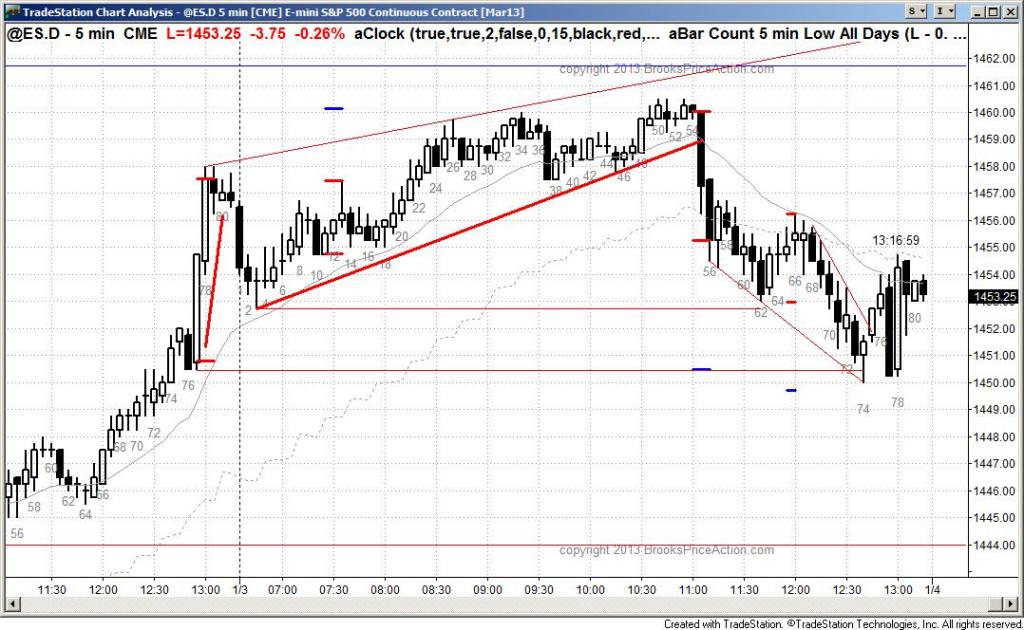 TradeStation Chart Analysis - @ES.D 5 min [CME] E-mini S&P 500 Continuous Contract [Mar13]
S I
@ES.D - 5 min CME L=1453.25 -3.75 -0.26% aClock (true,true,2,false,0,15,black,red,... aBar Count 5 min Low All Days (L - 0. ...
copyright 2013 BrooksPriceAction.com
1462.00
1461.00
1460.00
1459.00
1458.00
1457.00
1456.00
1455.00
1454.00
1453.25
1452.00
1451.00
1450.00
1449.00
1448.00
1447.00
1446.00
1445.00
1444.00
13:16:59
56 58 60 62 64 66 68 70 72 74 76 78 80
2 4 6 8 10 12 14 16 18 20 22 24 26 28 30 32 34 36 38 40 42 44 46 48 50 52 54 56 58 60 62 64 66 68 70 72 74 76 78 80
copyright 2013 BrooksPriceAction.com
11:30 12:00 12:30 13:00 1/3 07:00 07:30 08:00 08:30 09:00 09:30 10:00 10:30 11:00 11:30 12:00 12:30 13:00 1/4
Created with TradeStation. ©TradeStation Technologies, Inc. All rights reserved.